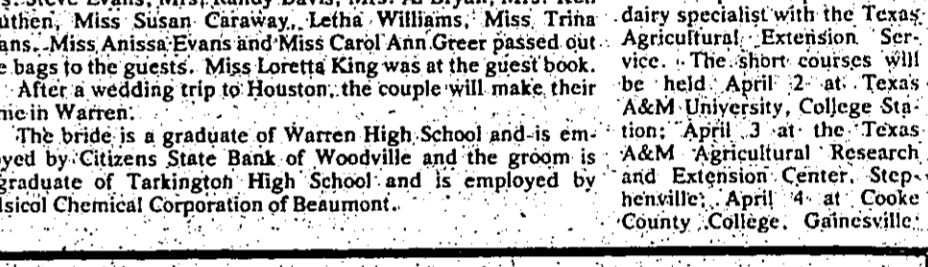 Steve Evans, Mrs. Randy Davis, Mrs. A. Bryan, Mrs. Ken
uthen, Miss Susan Caraway, Letha Williams, Miss Trina
ans. Miss Anissa Evans and Miss Carol Ann Greer passed out
e bags to the guests. Miss Loretta King was at the guest book.
After a wedding trip to Houston, the couple will make their
me in Warren.
The bride is a graduate of Warren High School and is em-
yed by Citizens State Bank of Woodville and the groom is
graduate of Tarkington High School and is employed by
lsicol Chemical Corporation of Beaumont.
dairy specialist with the Texas
Agricultural Extension Ser-
vice. The short courses will
be held April 2 at Texas
A&M University, College Sta-
tion; April 3 at the Texas
A&M Agricultural Research
and Extension Center, Step-
henville; April 4 at Cooke
County College, Gainesville;